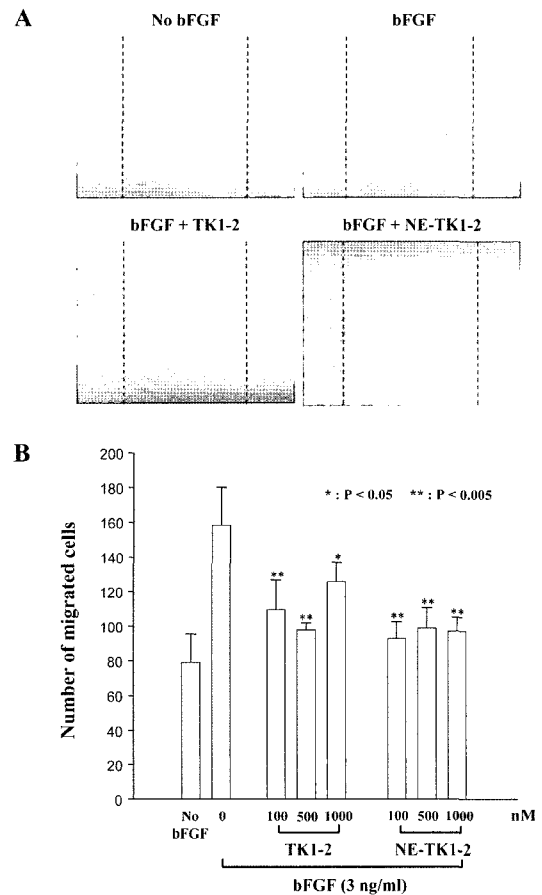 A
No bFGF
bFGF
bFGF + TK1-2
bFGF + NE-TK1-2
B
* : P < 0.05 ** : P < 0.005
Number of migrated cells
200
180
160
140
120
100
80
60
40
20
0
**
**
*
**
**
**
No bFGF
0
100 500 1000
100 500 1000
nM
TK1-2
NE-TK1-2
bFGF (3 ng/ml)